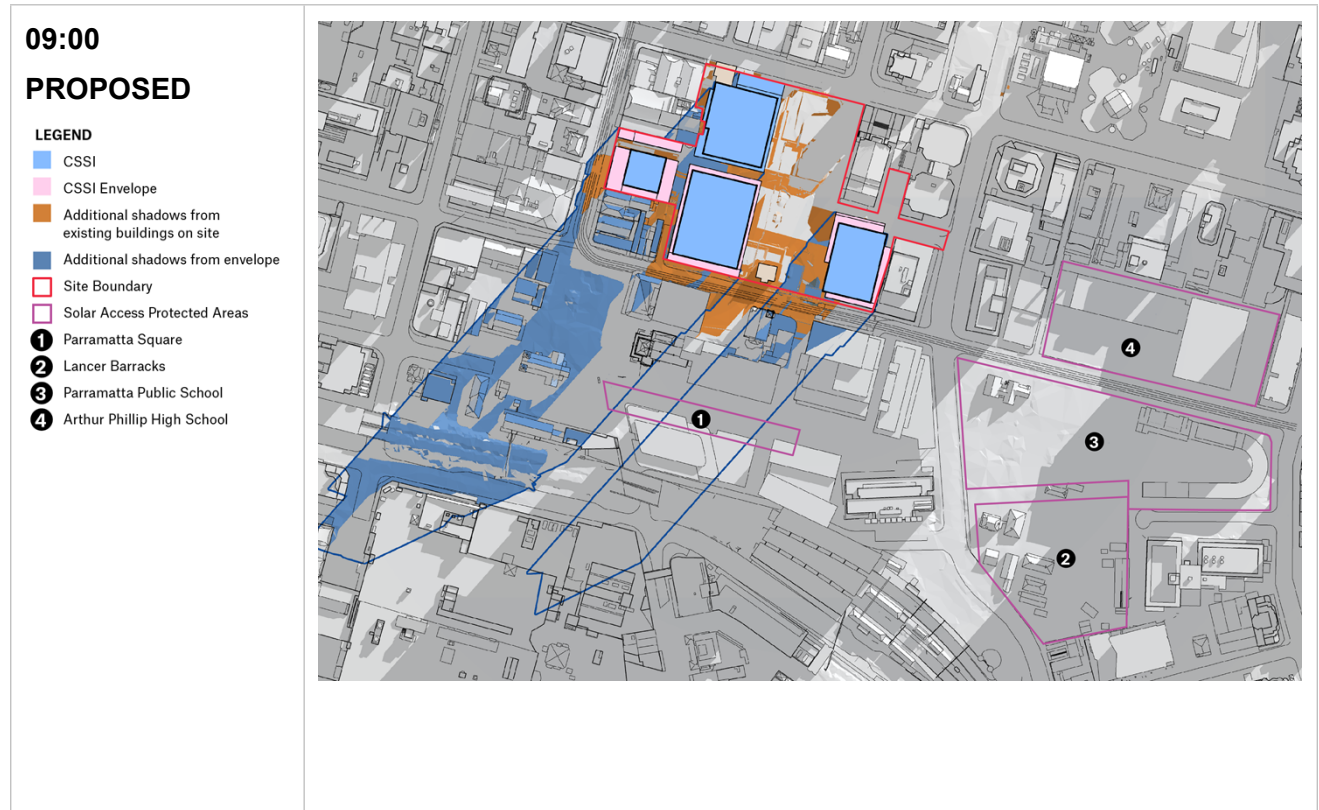 09:00
PROPOSED
LEGEND
CSSI
CSSI Envelope
Additional shadows from
existing buildings on site
Additional shadows from envelope
Site Boundary
Solar Access Protected Areas
1 Parramatta Square
2 Lancer Barracks
3 Parramatta Public School
4 Arthur Phillip High School
4
1
3
2